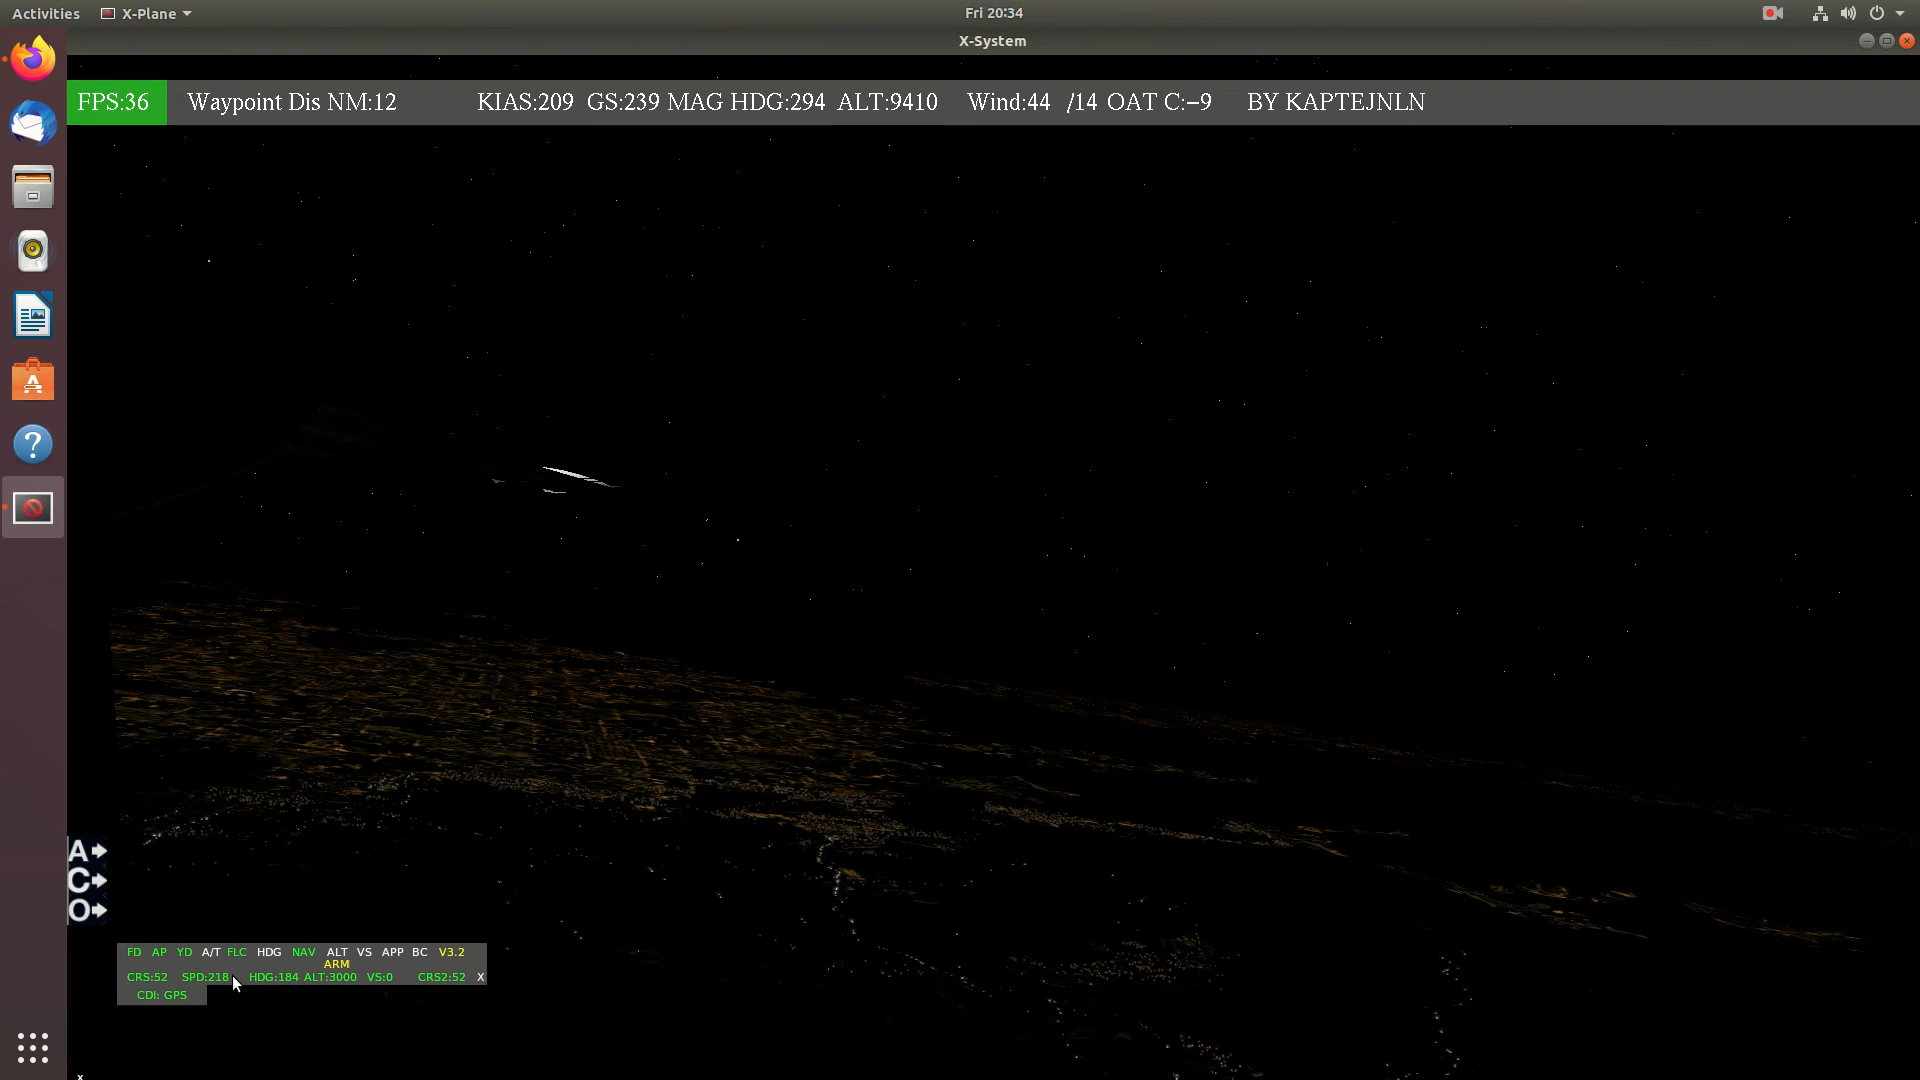 Activities X-Plane Fri 20:34
X-System
FPS:36 Waypoint Dis NM:12 KIAS:209 GS:239 MAG HDG:294 ALT:9410 Wind:44 /14 OAT C:−9 BY KAPTEJNLN
A
C
O
FD AP YD A/T FLC HDG NAV ALT VS APP BC V3.2
ARM
CRS:52 SPD:218 HDG:184 ALT:3000 VS:0 CRS2:52 X
CDI: GPS
x